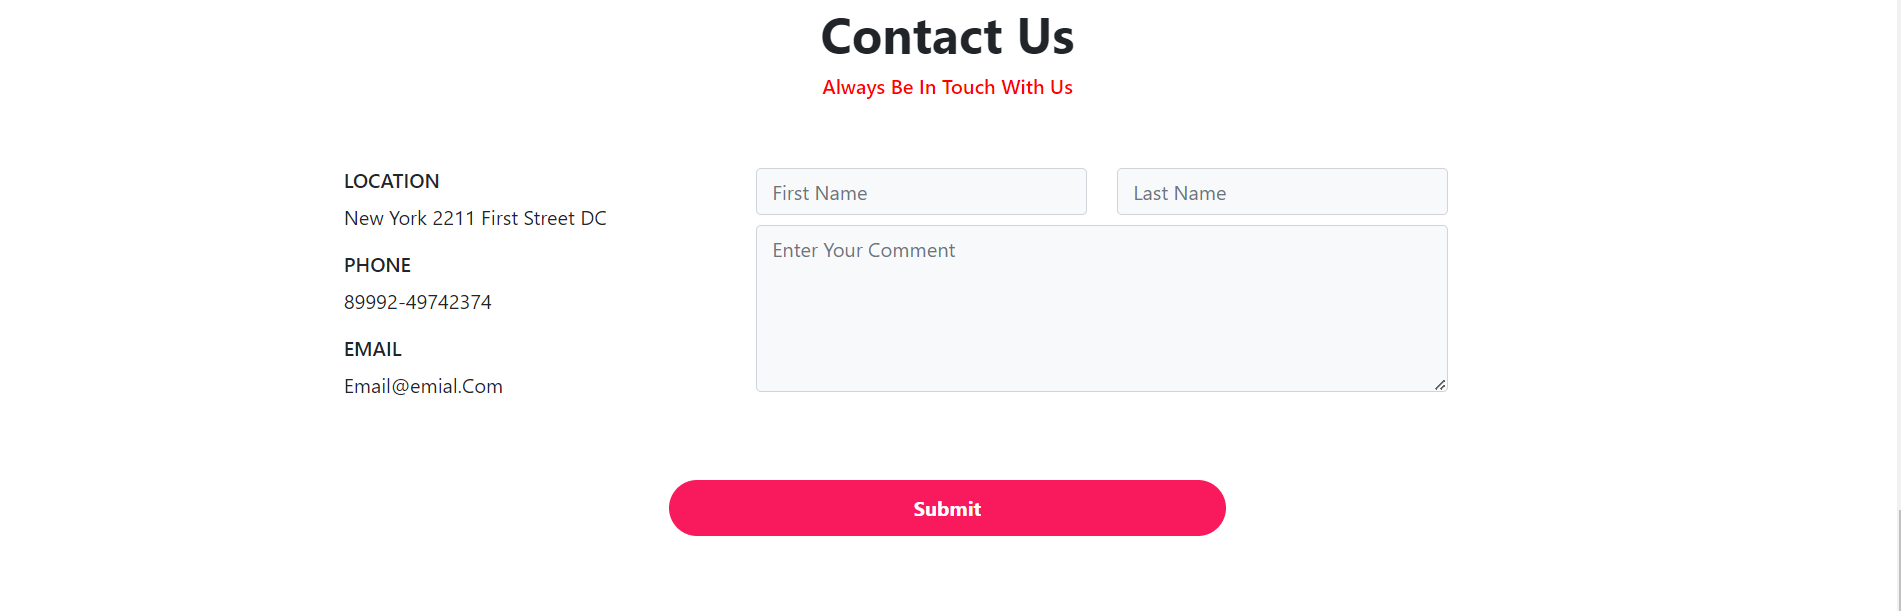 Contact Us
Always Be In Touch With Us
LOCATION
New York 2211 First Street DC
PHONE
89992-49742374
EMAIL
Email@emial.Com
First Name
Last Name
Enter Your Comment
Submit